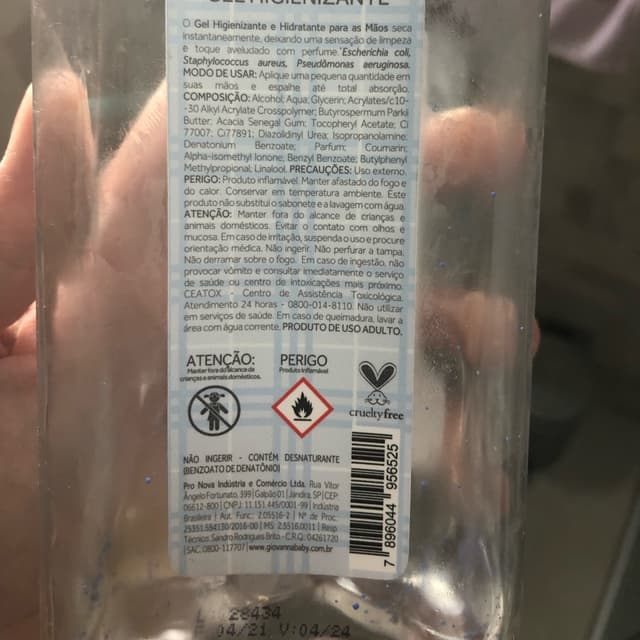 GEL HIGIENIZANTE
O Gel Higienizante e Hidratante para as Mãos seca
instantaneamente, deixando uma sensação de limpeza
e toque aveludado com perfume. Escherichia coli,
Staphylococcus aureus, Pseudômonas aeruginosa.
MODO DE USAR: Aplique uma pequena quantidade em
suas mãos e espalhe até total absorção.
COMPOSIÇÃO: Alcohol, Aqua, Glycerin; Acrylates/c10-
-30 Alkyl Acrylate Crosspolymer; Butyrospermum Parkii
Butter; Acacia Senegal Gum; Tocopheryl Acetate; CI
77007; CI77891; Diazolidinyl Urea; Isopropanolamine;
Denatonium Benzoate; Parfum: Coumarin;
Alpha-isomethyl Ionone, Benzyl Benzoate; Butylphenyl
Methylpropional; Linalool. PRECAUÇÕES: Uso externo.
PERIGO: Produto inflamável. Manter afastado do fogo e
do calor. Conservar em temperatura ambiente. Este
produto não substitui o sabonete e a lavagem com água.
ATENÇÃO: Manter fora do alcance de crianças e
animais domésticos. Evitar o contato com olhos e
mucosa. Em caso de irritação, suspenda o uso e procure
orientação médica. Não ingerir. Não perfurar a tampa.
Não derramar sobre o fogo. Em caso de ingestão, não
provocar vômito e consultar imediatamente o serviço
de saúde ou centro de intoxicações mais próximo.
CEATOX - Centro de Assistência Toxicológica.
Atendimento 24 horas - 0800-014-8110. Não utilizar
em serviços de saúde. Em caso de queimadura, lavar a
área com água corrente. PRODUTO DE USO ADULTO.
ATENÇÃO:
Manter fora do alcance de
crianças e animais domésticos.
PERIGO
Produto inflamável
crueltyfree
NÃO INGERIR - CONTÉM DESNATURANTE
(BENZOATO DE DENATÔNIO)
Pro Nova Indústria e Comércio Ltda. Rua Vitor
Ângelo Fortunato, 399 | Galpão 01 | Jandira, SP | CEP:
06612-800 | CNPJ: 11.151.445/0001-99 | Indústria
Brasileira | Aut. Func.: 2.05516-2 | Nº de Proc.:
25351.594130/2016-00 | MS: 2.5516.0011 | Resp.
Técnico: Sandro Rodrigues Brito - C.R.Q.: 04261720
|SAC.:0800-117707| www.giovannababy.com.br
7 896044 956525
28434
04/21 V:04/24